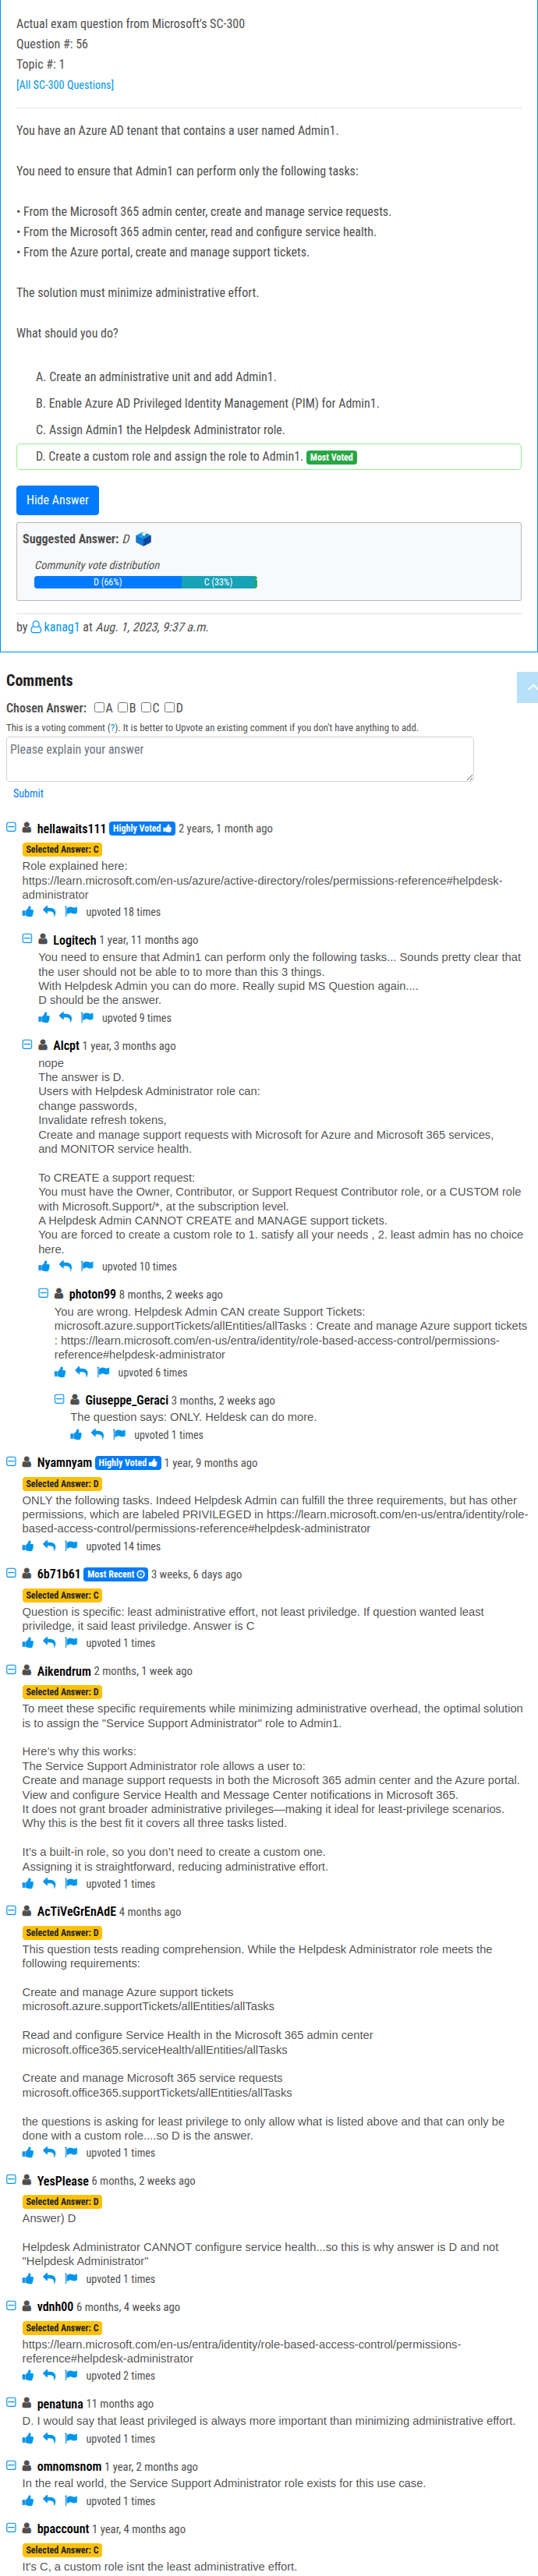 Actual exam question from Microsoft's SC-300
Question #: 56
Topic #: 1
[All SC-300 Questions]
You have an Azure AD tenant that contains a user named Admin1.
You need to ensure that Admin1 can perform only the following tasks:
• From the Microsoft 365 admin center, create and manage service requests.
• From the Microsoft 365 admin center, read and configure service health.
• From the Azure portal, create and manage support tickets.
The solution must minimize administrative effort.
What should you do?
A. Create an administrative unit and add Admin1.
B. Enable Azure AD Privileged Identity Management (PIM) for Admin1.
C. Assign Admin1 the Helpdesk Administrator role.
D. Create a custom role and assign the role to Admin1. Most Voted
Hide Answer
Suggested Answer: D
Community vote distribution
D (66%) C (33%)
by kanag1 at Aug. 1, 2023, 9:37 a.m.
Comments
Chosen Answer: A B C D
This is a voting comment (?). It is better to Upvote an existing comment if you don't have anything to add.
Please explain your answer
Submit
hellawaits111 Highly Voted 2 years, 1 month ago
Selected Answer: C
Role explained here:
https://learn.microsoft.com/en-us/azure/active-directory/roles/permissions-reference#helpdesk-
administrator
upvoted 18 times
Logitech 1 year, 11 months ago
You need to ensure that Admin1 can perform only the following tasks... Sounds pretty clear that
the user should not be able to to more than this 3 things.
With Helpdesk Admin you can do more. Really supid MS Question again....
D should be the answer.
upvoted 9 times
Alcpt 1 year, 3 months ago
nope
The answer is D.
Users with Helpdesk Administrator role can:
change passwords,
Invalidate refresh tokens,
Create and manage support requests with Microsoft for Azure and Microsoft 365 services,
and MONITOR service health.
To CREATE a support request:
You must have the Owner, Contributor, or Support Request Contributor role, or a CUSTOM role
with Microsoft.Support/*, at the subscription level.
A Helpdesk Admin CANNOT CREATE and MANAGE support tickets.
You are forced to create a custom role to 1. satisfy all your needs , 2. least admin has no choice
here.
upvoted 10 times
photon99 8 months, 2 weeks ago
You are wrong. Helpdesk Admin CAN create Support Tickets:
microsoft.azure.supportTickets/allEntities/allTasks : Create and manage Azure support tickets
: https://learn.microsoft.com/en-us/entra/identity/role-based-access-control/permissions-
reference#helpdesk-administrator
upvoted 6 times
Giuseppe_Geraci 3 months, 2 weeks ago
The question says: ONLY. Heldesk can do more.
upvoted 1 times
Nyamnyam Highly Voted 1 year, 9 months ago
Selected Answer: D
ONLY the following tasks. Indeed Helpdesk Admin can fulfill the three requirements, but has other
permissions, which are labeled PRIVILEGED in https://learn.microsoft.com/en-us/entra/identity/role-
based-access-control/permissions-reference#helpdesk-administrator
upvoted 14 times
6b71b61 Most Recent 3 weeks, 6 days ago
Selected Answer: C
Question is specific: least administrative effort, not least priviledge. If question wanted least
priviledge, it said least priviledge. Answer is C
upvoted 1 times
Aikendrum 2 months, 1 week ago
Selected Answer: D
To meet these specific requirements while minimizing administrative overhead, the optimal solution
is to assign the "Service Support Administrator" role to Admin1.
Here's why this works:
The Service Support Administrator role allows a user to:
Create and manage support requests in both the Microsoft 365 admin center and the Azure portal.
View and configure Service Health and Message Center notifications in Microsoft 365.
It does not grant broader administrative privileges—making it ideal for least-privilege scenarios.
Why this is the best fit it covers all three tasks listed.
It's a built-in role, so you don't need to create a custom one.
Assigning it is straightforward, reducing administrative effort.
upvoted 1 times
AcTiVeGrEnAdE 4 months ago
Selected Answer: D
This question tests reading comprehension. While the Helpdesk Administrator role meets the
following requirements:
Create and manage Azure support tickets
microsoft.azure.supportTickets/allEntities/allTasks
Read and configure Service Health in the Microsoft 365 admin center
microsoft.office365.serviceHealth/allEntities/allTasks
Create and manage Microsoft 365 service requests
microsoft.office365.supportTickets/allEntities/allTasks
the questions is asking for least privilege to only allow what is listed above and that can only be
done with a custom role....so D is the answer.
upvoted 1 times
YesPlease 6 months, 2 weeks ago
Selected Answer: D
Answer) D
Helpdesk Administrator CANNOT configure service health...so this is why answer is D and not
"Helpdesk Administrator"
upvoted 1 times
vdnh00 6 months, 4 weeks ago
Selected Answer: C
https://learn.microsoft.com/en-us/entra/identity/role-based-access-control/permissions-
reference#helpdesk-administrator
upvoted 2 times
penatuna 11 months ago
D. I would say that least privileged is always more important than minimizing administrative effort.
upvoted 1 times
omnomsnom 1 year, 2 months ago
In the real world, the Service Support Administrator role exists for this use case.
upvoted 1 times
bpaccount 1 year, 4 months ago
Selected Answer: C
It's C, a custom role isnt the least administrative effort.